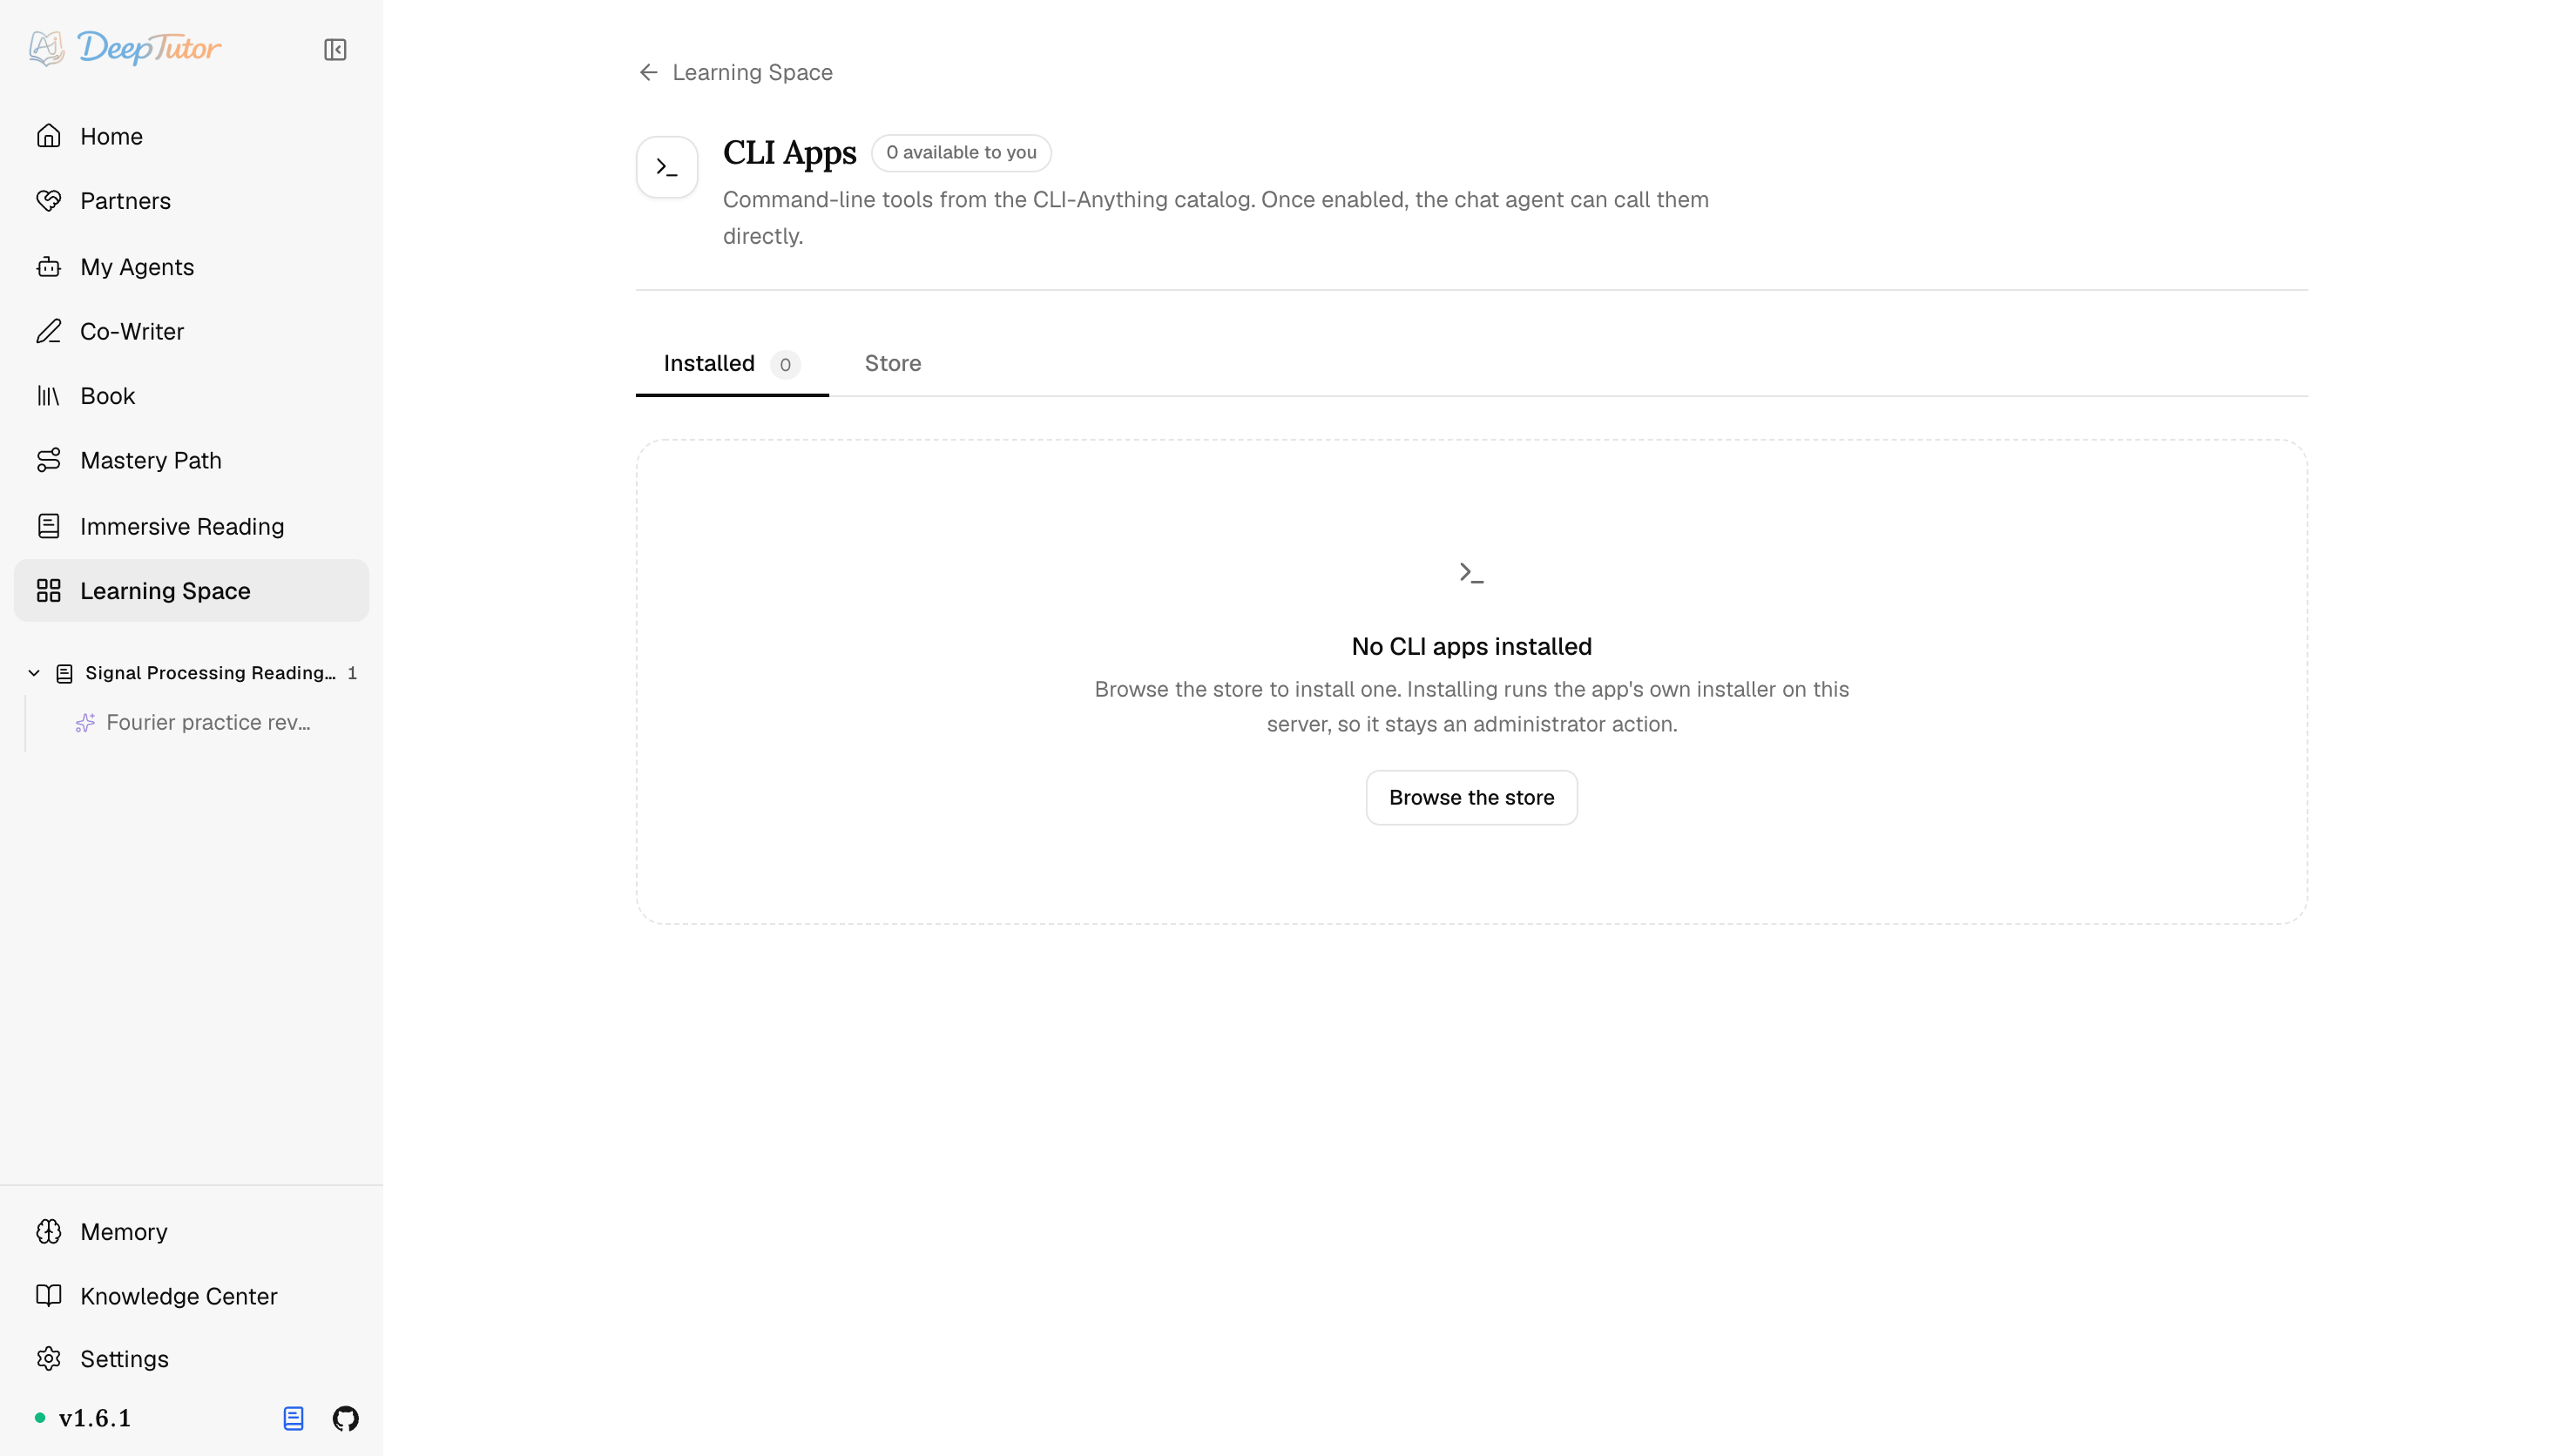 DeepTutor
Home
Partners
My Agents
Co-Writer
Book
Mastery Path
Immersive Reading
Learning Space
Signal Processing Reading... 1
Fourier practice rev...
Memory
Knowledge Center
Settings
v1.6.1
Learning Space
CLI Apps 0 available to you
Command-line tools from the CLI-Anything catalog. Once enabled, the chat agent can call them
directly.
Installed 0 Store
No CLI apps installed
Browse the store to install one. Installing runs the app's own installer on this
server, so it stays an administrator action.
Browse the store